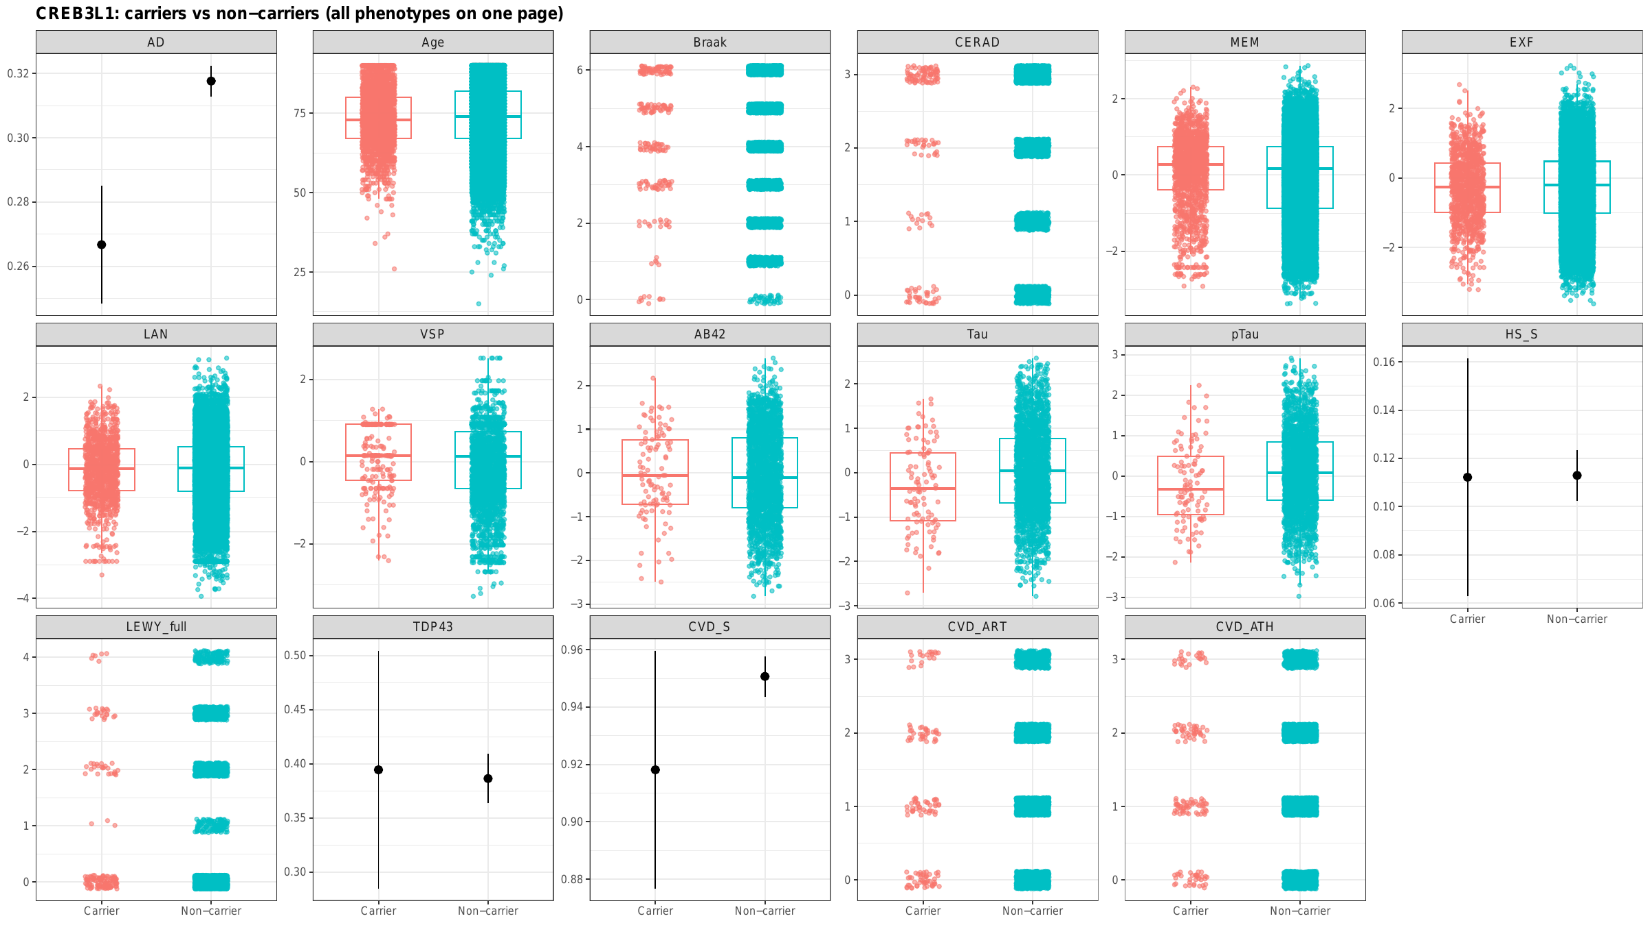 CREB3L1: carriers vs non−carriers (all phenotypes on one page)
AD
Age
Braak
CERAD
MEM
EXF
0.32
0.30
0.28
0.26
75
50
25
6
4
2
0
3
2
1
0
2
0
−2
2
0
−2
LAN
VSP
AB42
Tau
pTau
HS_S
2
0
−2
−4
2
0
−2
2
1
0
−1
−2
−3
2
1
0
−1
−2
−3
3
2
1
0
−1
−2
−3
0.16
0.14
0.12
0.10
0.08
0.06
Carrier
Non−carrier
LEWY_full
TDP43
CVD_S
CVD_ART
CVD_ATH
4
3
2
1
0
0.50
0.45
0.40
0.35
0.30
0.96
0.94
0.92
0.90
0.88
3
2
1
0
3
2
1
0
Carrier
Non−carrier
Carrier
Non−carrier
Carrier
Non−carrier
Carrier
Non−carrier
Carrier
Non−carrier